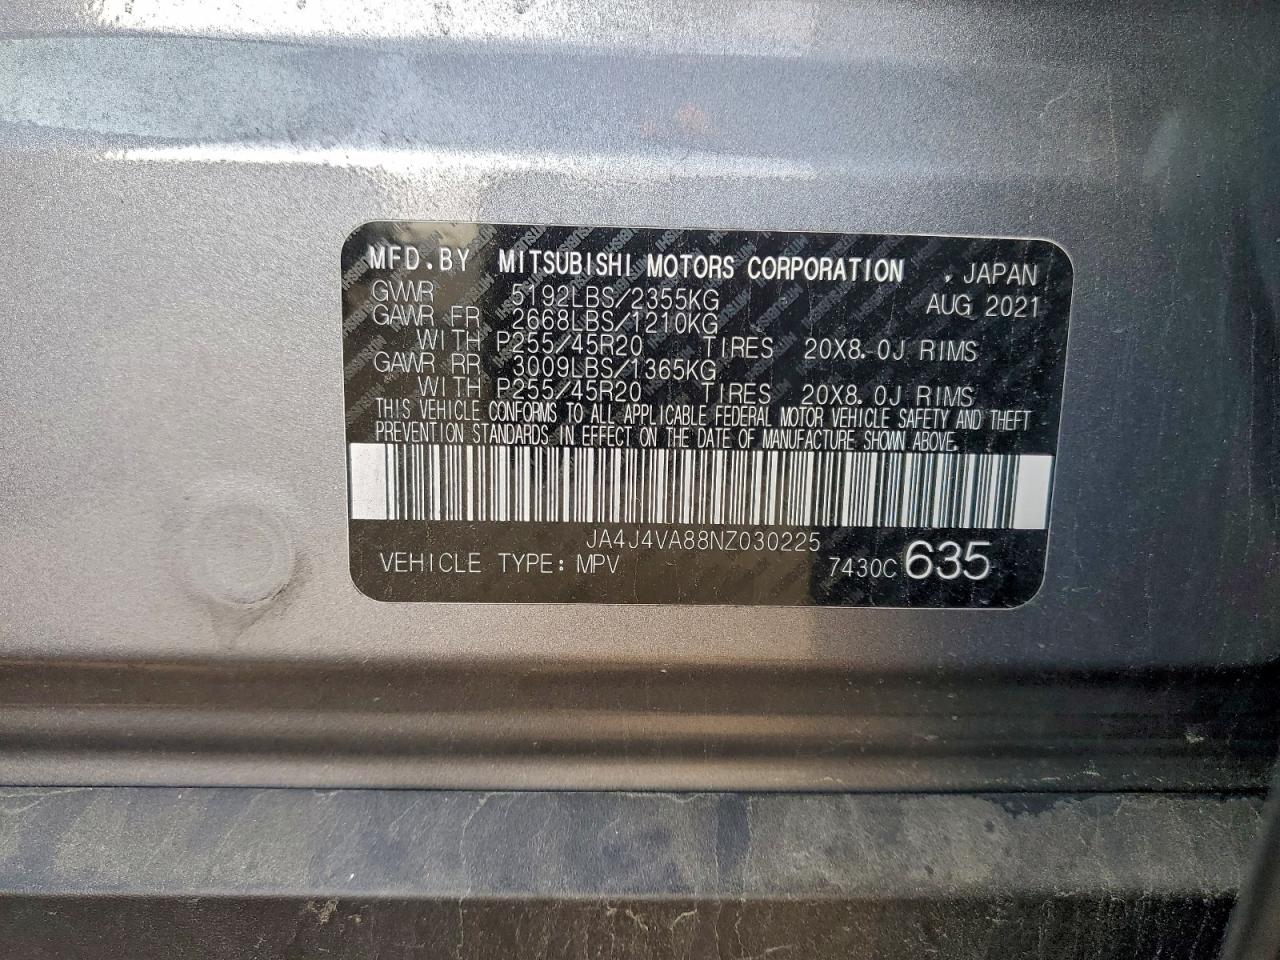 MFD.BY MITSUBISHI MOTORS CORPORATION , JAPAN
GVWR 5192LBS/2355KG AUG 2021
GAWR FR 2668LBS/1210KG
WITH P255/45R20 TIRES 20X8.0J RIMS
GAWR RR 3009LBS/1365KG
WITH P255/45R20 TIRES 20X8.0J RIMS
THIS VEHICLE CONFORMS TO ALL APPLICABLE FEDERAL MOTOR VEHICLE SAFETY AND THEFT
PREVENTION STANDARDS IN EFFECT ON THE DATE OF MANUFACTURE SHOWN ABOVE.
JA4J4VA88NZ030225
VEHICLE TYPE: MPV 7430C 635